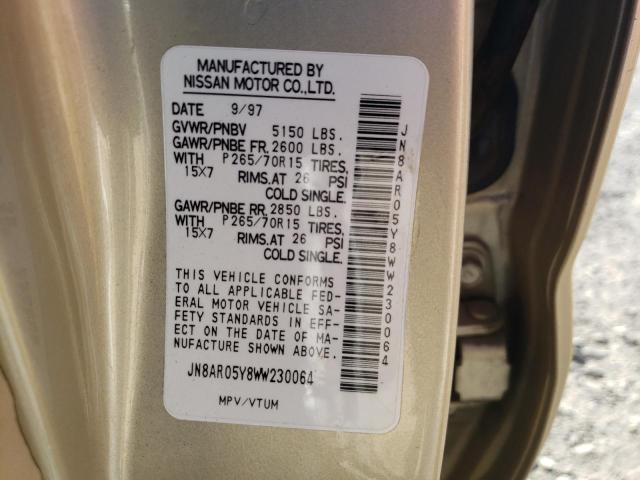 MANUFACTURED BY
NISSAN MOTOR CO.,LTD.
DATE 9/97
GVWR/PNBV 5150 LBS.
GAWR/PNBE FR. 2600 LBS.
WITH P265/70R15 TIRES,
15X7 RIMS.AT 26 PSI
COLD SINGLE.
GAWR/PNBE RR. 2850 LBS.
WITH P265/70R15 TIRES,
15X7 RIMS.AT 26 PSI
COLD SINGLE.
THIS VEHICLE CONFORMS
TO ALL APPLICABLE FED-
ERAL MOTOR VEHICLE SA-
FETY STANDARDS IN EFF-
ECT ON THE DATE OF MA-
NUFACTURE SHOWN ABOVE.
JN8AR05Y8WW230064
MPV/VTUM
JN8AR05Y8WW230064